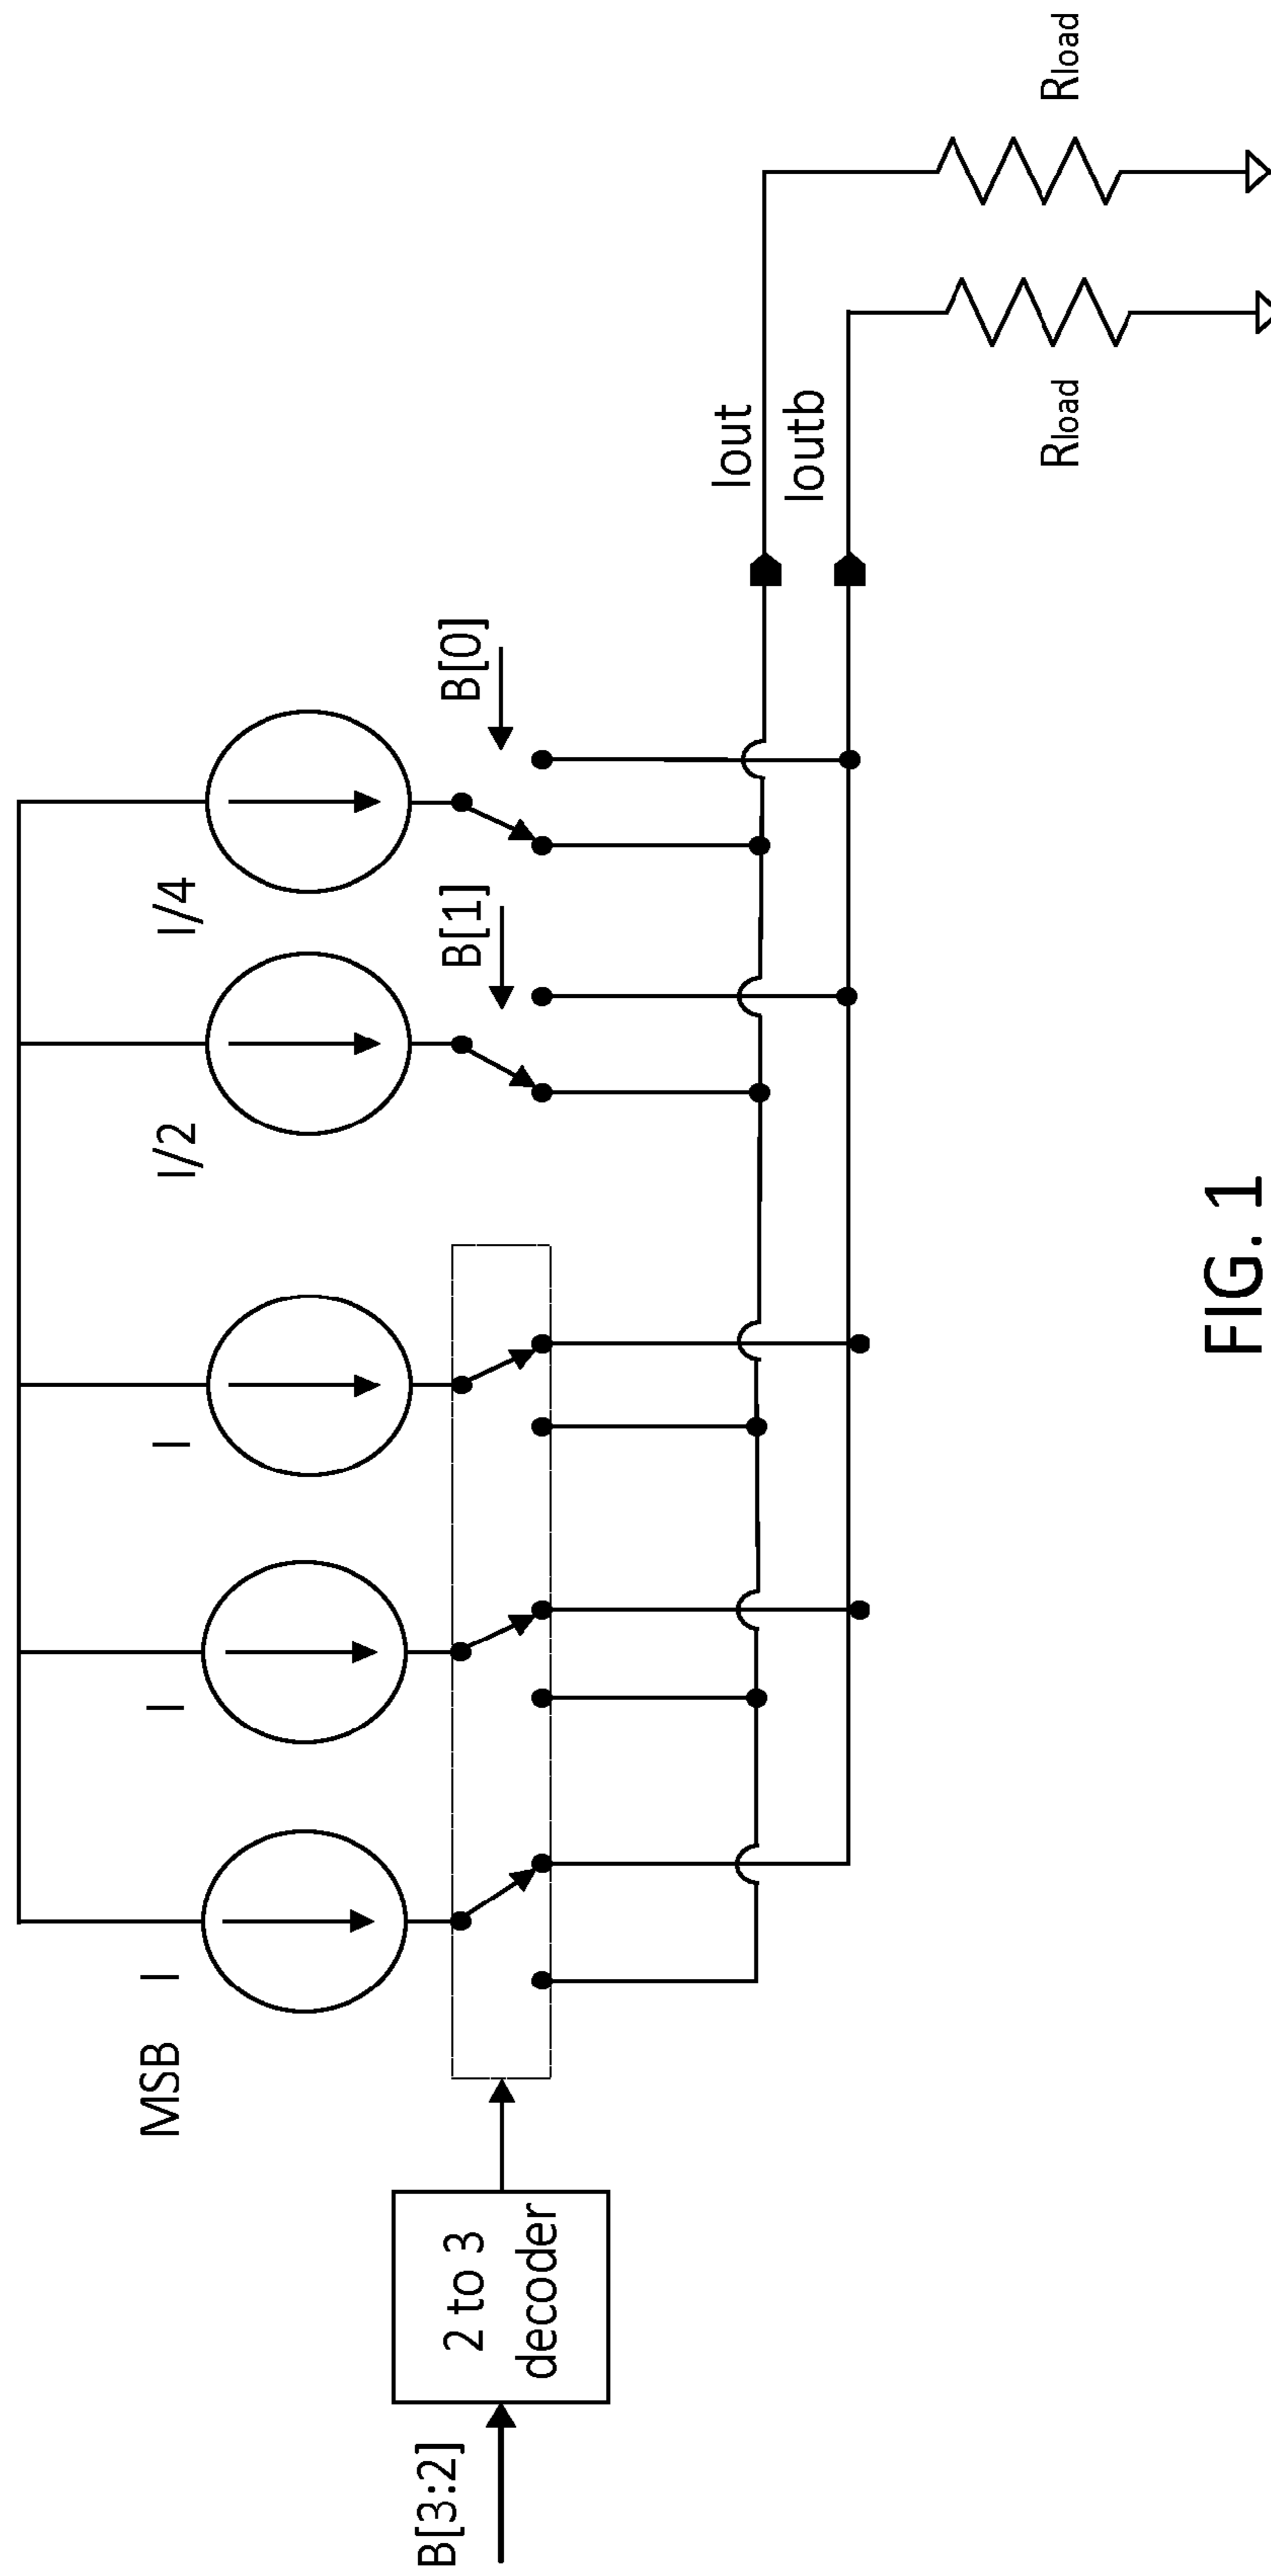 MSB
I
I
I
I/2
I/4
B[3:2]
2 to 3
decoder
B[1]
B[0]
Iout
Ioutb
Rload
Rload
FIG. 1